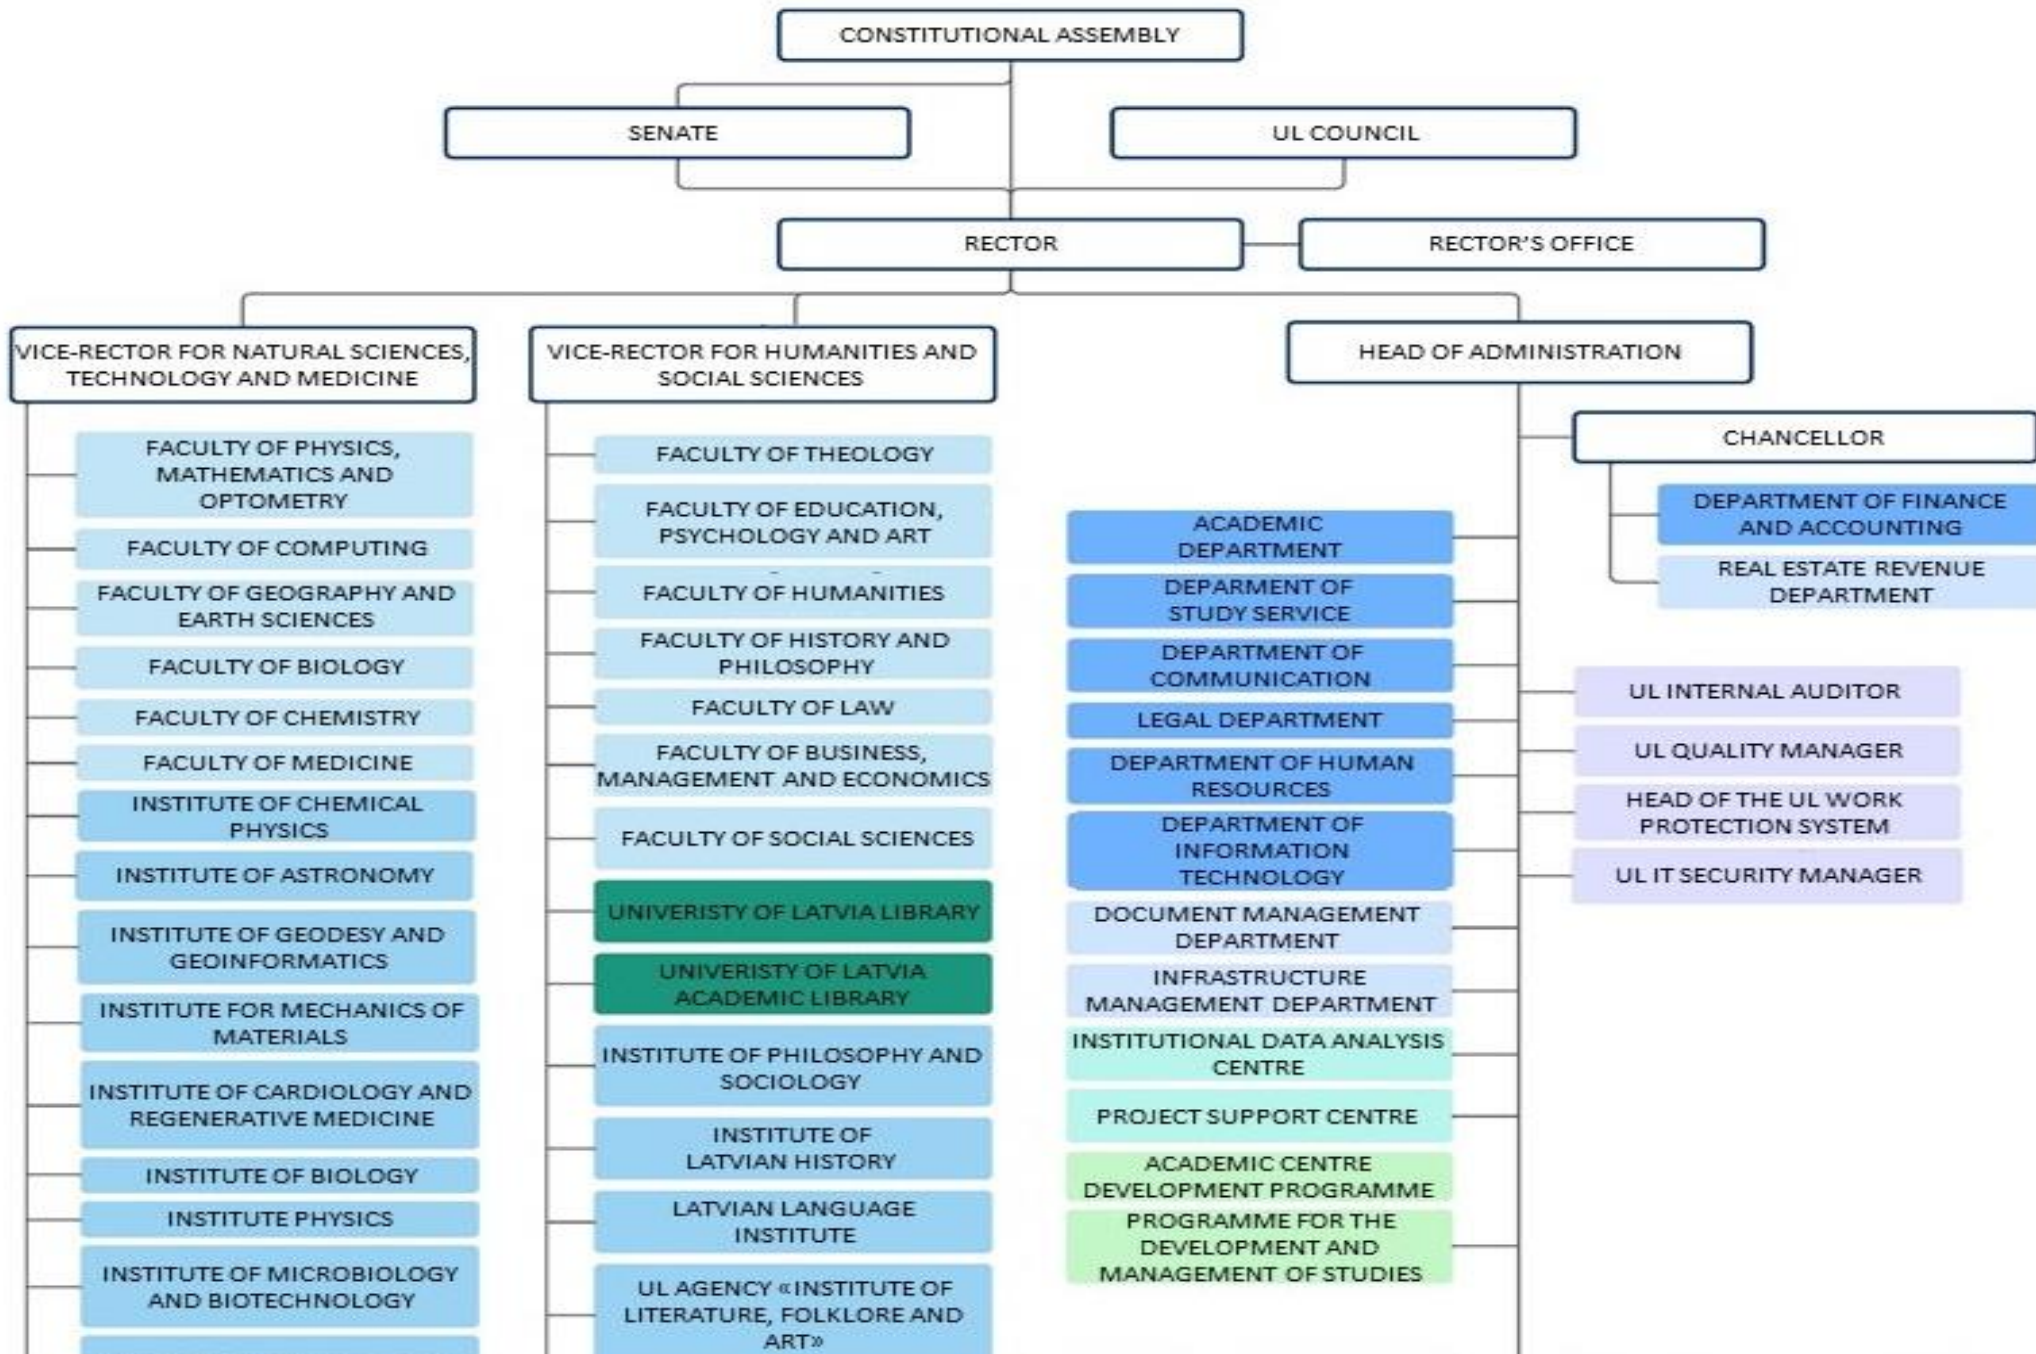 CONSTITUTIONAL ASSEMBLY
SENATE
UL COUNCIL
RECTOR
RECTOR'S OFFICE
VICE-RECTOR FOR NATURAL SCIENCES,
TECHNOLOGY AND MEDICINE
FACULTY OF PHYSICS,
MATHEMATICS AND
OPTOMETRY
FACULTY OF COMPUTING
FACULTY OF GEOGRAPHY AND
EARTH SCIENCES
FACULTY OF BIOLOGY
FACULTY OF CHEMISTRY
FACULTY OF MEDICINE
INSTITUTE OF CHEMICAL
PHYSICS
INSTITUTE OF ASTRONOMY
INSTITUTE OF GEODESY AND
GEOINFORMATICS
INSTITUTE FOR MECHANICS OF
MATERIALS
INSTITUTE OF CARDIOLOGY AND
REGENERATIVE MEDICINE
INSTITUTE OF BIOLOGY
INSTITUTE PHYSICS
INSTITUTE OF MICROBIOLOGY
AND BIOTECHNOLOGY
VICE-RECTOR FOR HUMANITIES AND
SOCIAL SCIENCES
FACULTY OF THEOLOGY
FACULTY OF EDUCATION,
PSYCHOLOGY AND ART
FACULTY OF HUMANITIES
FACULTY OF HISTORY AND
PHILOSOPHY
FACULTY OF LAW
FACULTY OF BUSINESS,
MANAGEMENT AND ECONOMICS
FACULTY OF SOCIAL SCIENCES
UNIVERISTY OF LATVIA LIBRARY
UNIVERISTY OF LATVIA
ACADEMIC LIBRARY
INSTITUTE OF PHILOSOPHY AND
SOCIOLOGY
INSTITUTE OF
LATVIAN HISTORY
LATVIAN LANGUAGE
INSTITUTE
UL AGENCY «INSTITUTE OF
LITERATURE, FOLKLORE AND
ART»
HEAD OF ADMINISTRATION
ACADEMIC
DEPARTMENT
DEPARMENT OF
STUDY SERVICE
DEPARTMENT OF
COMMUNICATION
LEGAL DEPARTMENT
DEPARTMENT OF HUMAN
RESOURCES
DEPARTMENT OF
INFORMATION
TECHNOLOGY
DOCUMENT MANAGEMENT
DEPARTMENT
INFRASTRUCTURE
MANAGEMENT DEPARTMENT
INSTITUTIONAL DATA ANALYSIS
CENTRE
PROJECT SUPPORT CENTRE
ACADEMIC CENTRE
DEVELOPMENT PROGRAMME
PROGRAMME FOR THE
DEVELOPMENT AND
MANAGEMENT OF STUDIES
CHANCELLOR
DEPARTMENT OF FINANCE
AND ACCOUNTING
REAL ESTATE REVENUE
DEPARTMENT
UL INTERNAL AUDITOR
UL QUALITY MANAGER
HEAD OF THE UL WORK
PROTECTION SYSTEM
UL IT SECURITY MANAGER